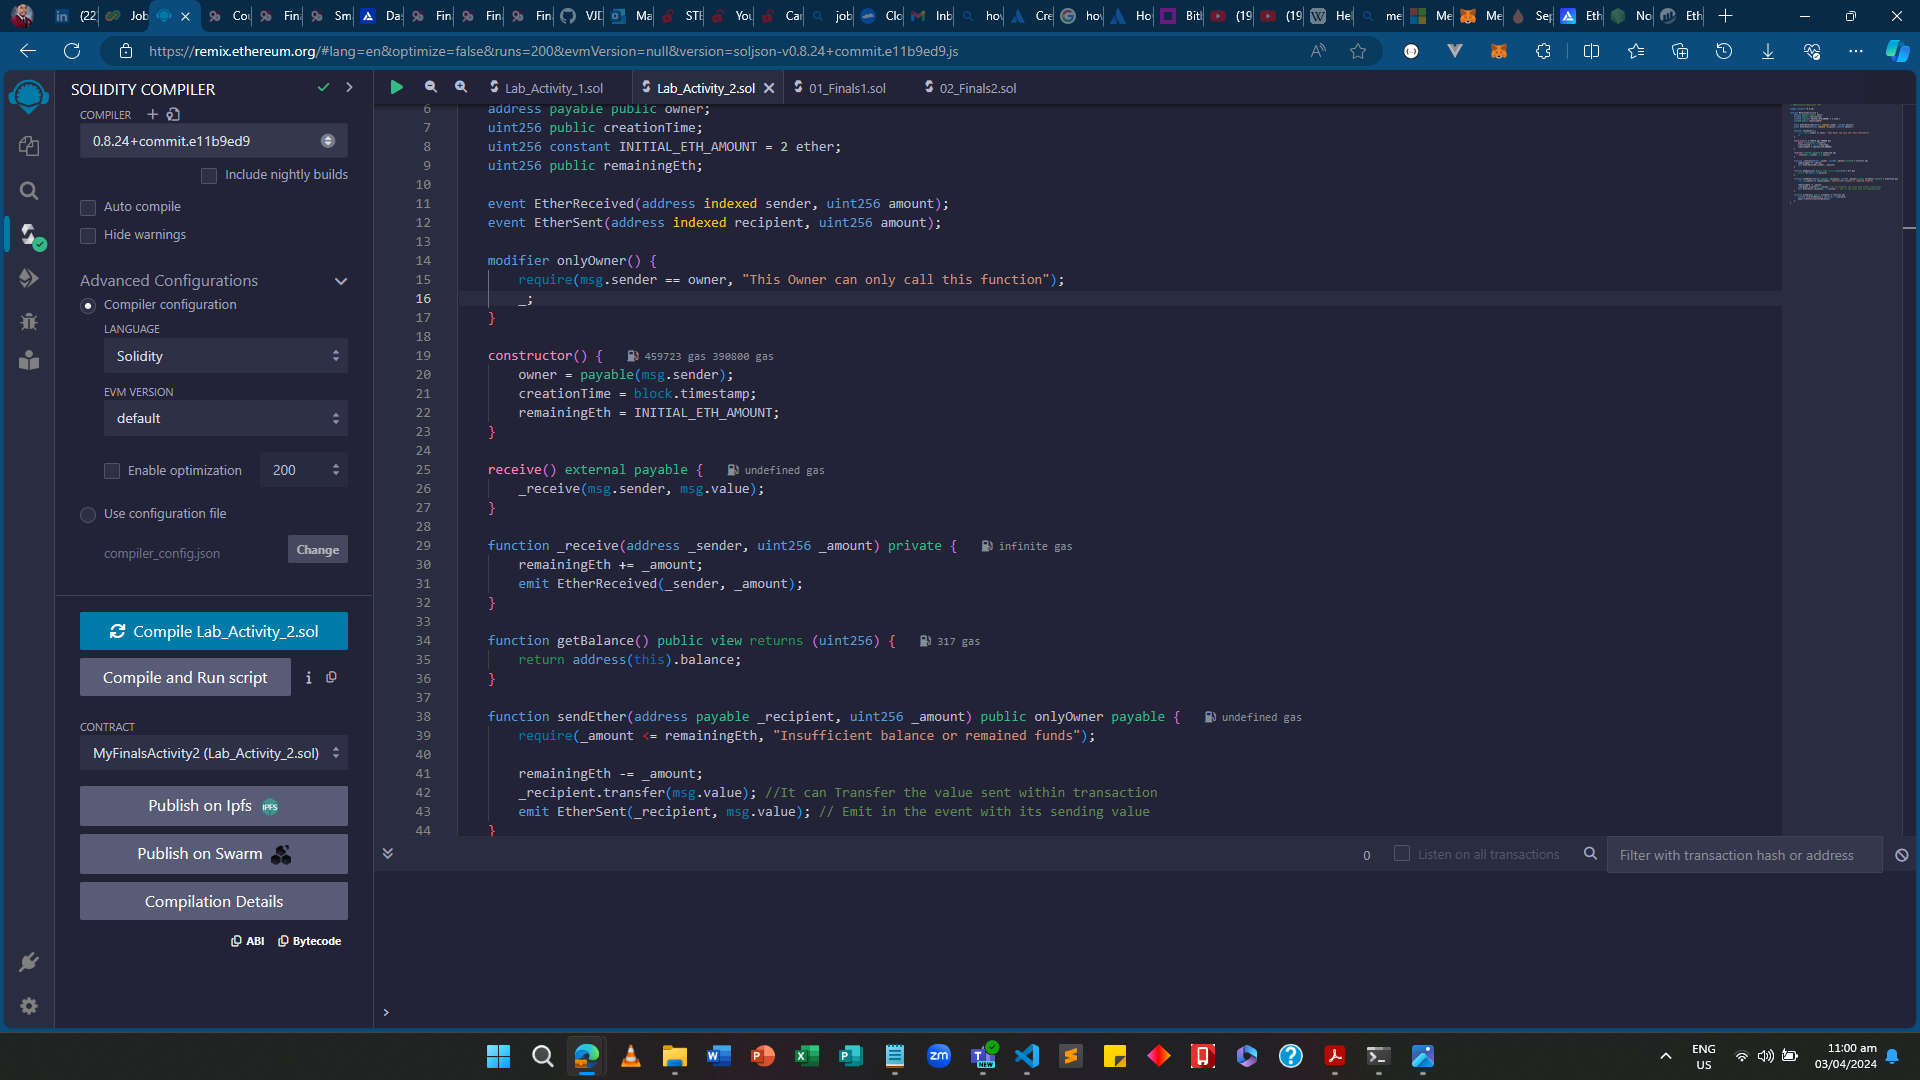 (22
Job
Cou
Fin
Sm
Da
Fin
Fin
Fin
VJD
Ma
STE
You
Car
job
Clo
Inb
hov
Cre
hov
Ho
Bitl
(19
(19
Hel
me
Me
Me
Sep
Eth
No
Eth
https://remix.ethereum.org/#lang=en&optimize=false&runs=200&evmVersion=null&version=soljson-v0.8.24+commit.e11b9ed9.js
SOLIDITY COMPILER
COMPILER
0.8.24+commit.e11b9ed9
Include nightly builds
Auto compile
Hide warnings
Advanced Configurations
Compiler configuration
LANGUAGE
Solidity
EVM VERSION
default
Enable optimization 200
Use configuration file
compiler_config.json Change
Compile Lab_Activity_2.sol
Compile and Run script
CONTRACT
MyFinalsActivity2 (Lab_Activity_2.sol)
Publish on Ipfs IPFS
Publish on Swarm
Compilation Details
ABI Bytecode
Lab_Activity_1.sol Lab_Activity_2.sol 01_Finals1.sol 02_Finals2.sol
6 address payable public owner;
7 uint256 public creationTime;
8 uint256 constant INITIAL_ETH_AMOUNT = 2 ether;
9 uint256 public remainingEth;
10
11 event EtherReceived(address indexed sender, uint256 amount);
12 event EtherSent(address indexed recipient, uint256 amount);
13
14 modifier onlyOwner() {
15 require(msg.sender == owner, "This Owner can only call this function");
16 _;
17 }
18
19 constructor() { 459723 gas 390800 gas
20 owner = payable(msg.sender);
21 creationTime = block.timestamp;
22 remainingEth = INITIAL_ETH_AMOUNT;
23 }
24
25 receive() external payable { undefined gas
26 _receive(msg.sender, msg.value);
27 }
28
29 function _receive(address _sender, uint256 _amount) private { infinite gas
30 remainingEth += _amount;
31 emit EtherReceived(_sender, _amount);
32 }
33
34 function getBalance() public view returns (uint256) { 317 gas
35 return address(this).balance;
36 }
37
38 function sendEther(address payable _recipient, uint256 _amount) public onlyOwner payable { undefined gas
39 require(_amount <= remainingEth, "Insufficient balance or remained funds");
40
41 remainingEth -= _amount;
42 _recipient.transfer(msg.value); //It can Transfer the value sent within transaction
43 emit EtherSent(_recipient, msg.value); // Emit in the event with its sending value
44 }
0 Listen on all transactions Filter with transaction hash or address
>
ENG
US
11:00 am
03/04/2024